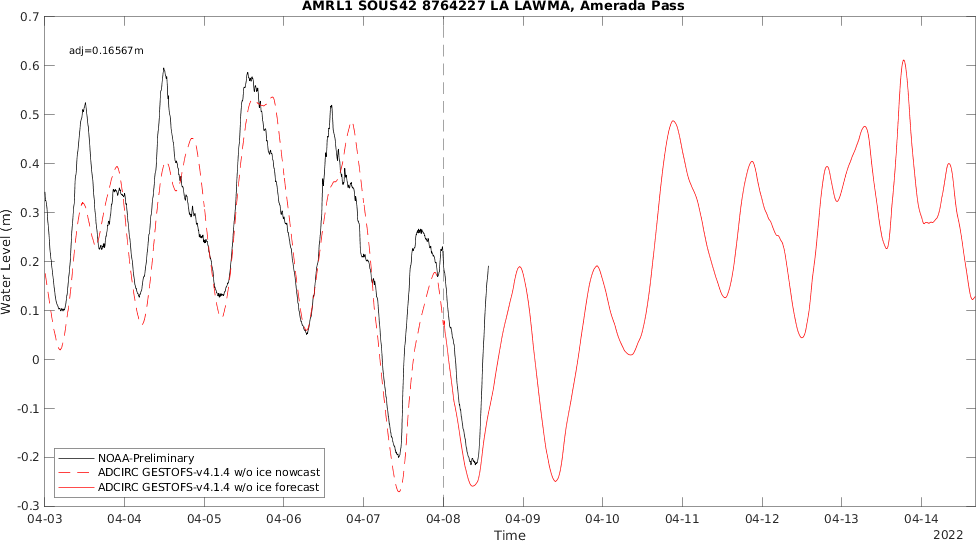 AMRL1 SOUS42 8764227 LA LAWMA, Amerada Pass
adj=0.16567m
0.7
0.6
0.5
0.4
0.3
0.2
0.1
0
-0.1
-0.2
-0.3
Water Level (m)
NOAA-Preliminary
ADCIRC GESTOFS-v4.1.4 w/o ice nowcast
ADCIRC GESTOFS-v4.1.4 w/o ice forecast
04-03 04-04 04-05 04-06 04-07 04-08 04-09 04-10 04-11 04-12 04-13 04-14
Time
2022